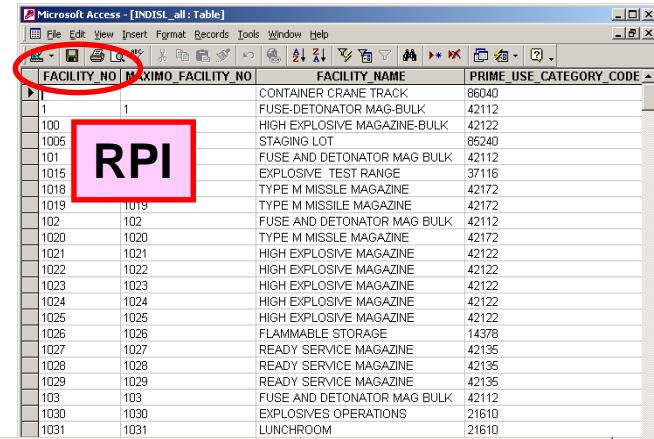 Microsoft Access - [INDISL_all : Table]
File Edit View Insert Format Records Tools Window Help
FACILITY_NO MAXIMO_FACILITY_NO FACILITY_NAME PRIME_USE_CATEGORY_CODE
CONTAINER CRANE TRACK 86040
1 1 FUSE-DETONATOR MAG-BULK 42112
100 HIGH EXPLOSIVE MAGAZINE-BULK 42122
1005 STAGING LOT 85240
101 FUSE AND DETONATOR MAG BULK 42112
RPI
1015 EXPLOSIVE TEST RANGE 37116
1018 TYPE M MISSLE MAGAZINE 42172
1019 1019 TYPE M MISSLE MAGAZINE 42172
102 102 FUSE AND DETONATOR MAG BULK 42112
1020 1020 TYPE M MISSLE MAGAZINE 42172
1021 1021 HIGH EXPLOSIVE MAGAZINE 42122
1022 1022 HIGH EXPLOSIVE MAGAZINE 42122
1023 1023 HIGH EXPLOSIVE MAGAZINE 42122
1024 1024 HIGH EXPLOSIVE MAGAZINE 42122
1025 1025 HIGH EXPLOSIVE MAGAZINE 42122
1026 1026 FLAMMABLE STORAGE 14378
1027 1027 READY SERVICE MAGAZINE 42135
1028 1028 READY SERVICE MAGAZINE 42135
1029 1029 READY SERVICE MAGAZINE 42135
103 103 FUSE AND DETONATOR MAG BULK 42112
1030 1030 EXPLOSIVES OPERATIONS 21610
1031 1031 LUNCHROOM 21610